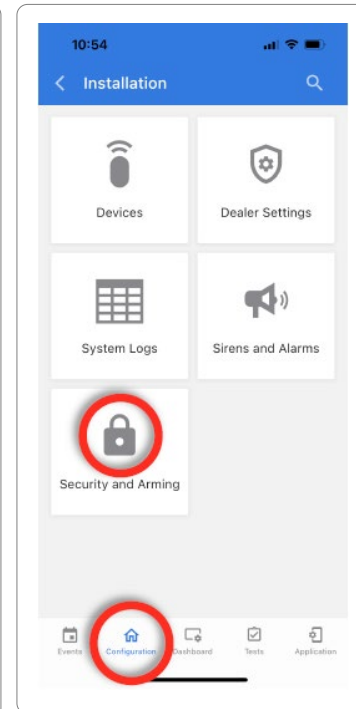 10:54
Installation
Devices
Dealer Settings
System Logs
Sirens and Alarms
Security and Arming
Events
Configuration
Dashboard
Tests
Application